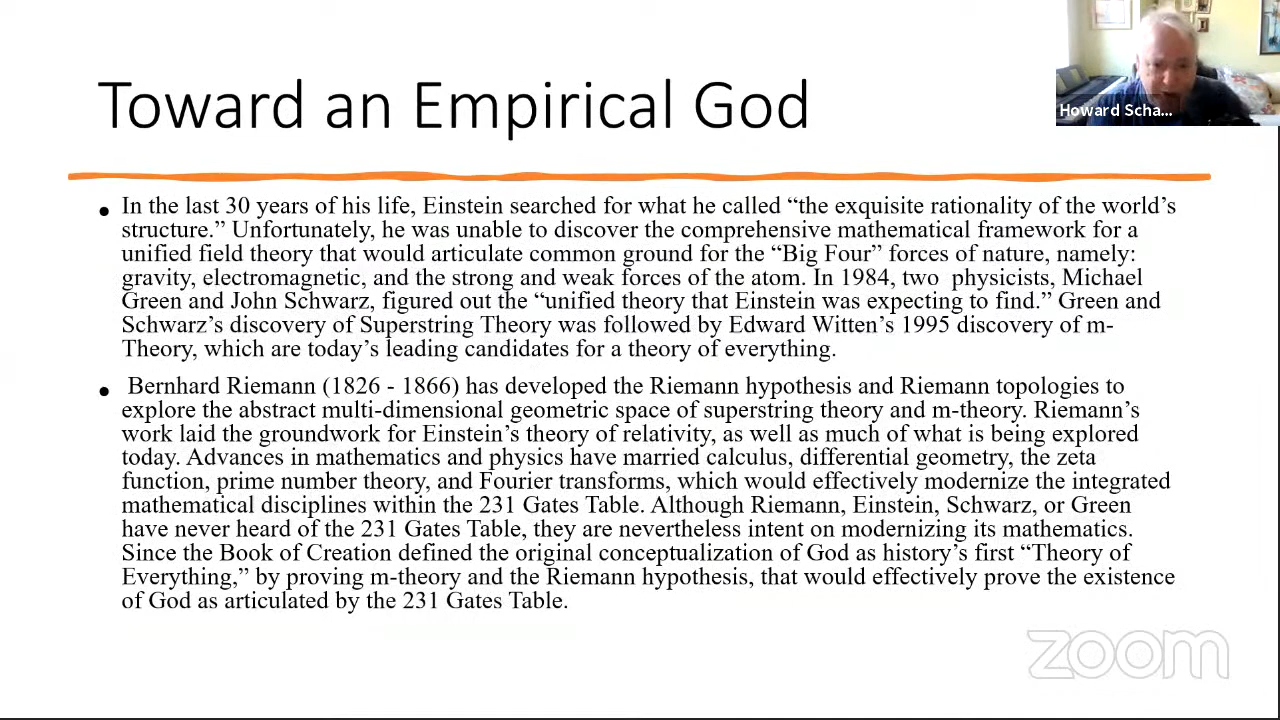 Toward an Empirical God
Howard Scha...
• In the last 30 years of his life, Einstein searched for what he called “the exquisite rationality of the world’s
structure.” Unfortunately, he was unable to discover the comprehensive mathematical framework for a
unified field theory that would articulate common ground for the “Big Four” forces of nature, namely:
gravity, electromagnetic, and the strong and weak forces of the atom. In 1984, two  physicists, Michael
Green and John Schwarz, figured out the “unified theory that Einstein was expecting to find.” Green and
Schwarz’s discovery of Superstring Theory was followed by Edward Witten’s 1995 discovery of m-
Theory, which are today’s leading candidates for a theory of everything.
• Bernhard Riemann (1826 - 1866) has developed the Riemann hypothesis and Riemann topologies to
explore the abstract multi-dimensional geometric space of superstring theory and m-theory. Riemann’s
work laid the groundwork for Einstein’s theory of relativity, as well as much of what is being explored
today. Advances in mathematics and physics have married calculus, differential geometry, the zeta
function, prime number theory, and Fourier transforms, which would effectively modernize the integrated
mathematical disciplines within the 231 Gates Table. Although Riemann, Einstein, Schwarz, or Green
have never heard of the 231 Gates Table, they are nevertheless intent on modernizing its mathematics.
Since the Book of Creation defined the original conceptualization of God as history’s first “Theory of
Everything,” by proving m-theory and the Riemann hypothesis, that would effectively prove the existence
of God as articulated by the 231 Gates Table.
zoom